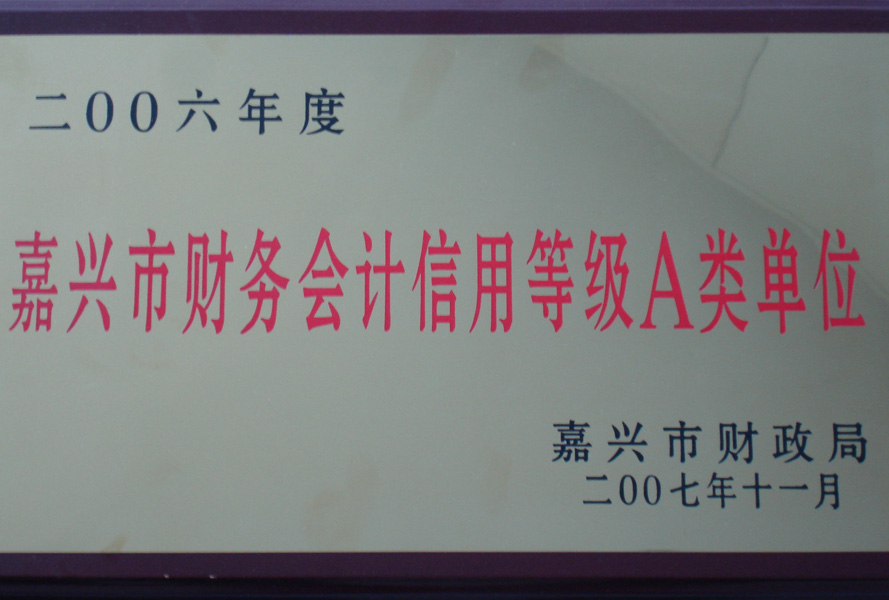 二00六年度
嘉兴市财务会计信用等级A类单位
嘉兴市财政局
二00七年十一月